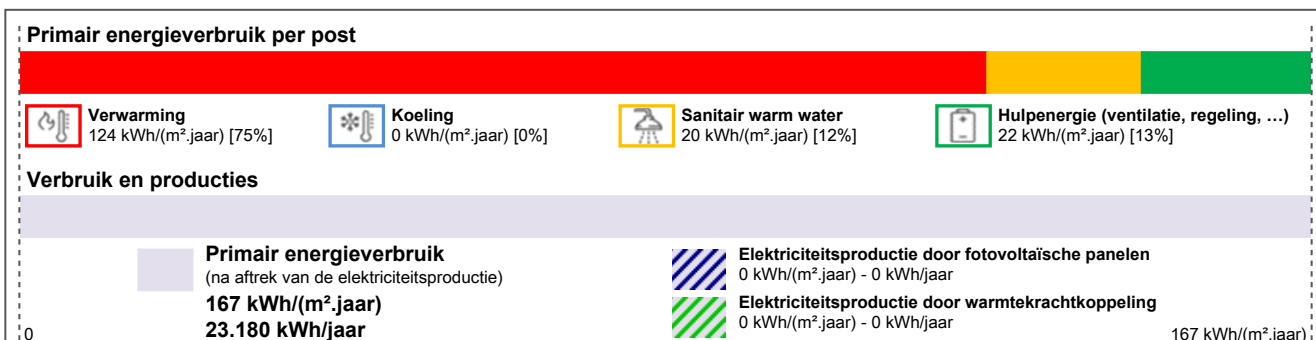 Primair energieverbruik per post
Verwarming
124 kWh/(m².jaar) [75%]
Koeling
0 kWh/(m².jaar) [0%]
Sanitair warm water
20 kWh/(m².jaar) [12%]
Hulpenergie (ventilatie, regeling, …)
22 kWh/(m².jaar) [13%]
Verbruik en producties
Primair energieverbruik
(na aftrek van de elektriciteitsproductie)
167 kWh/(m².jaar)
23.180 kWh/jaar
Elektriciteitsproductie door fotovoltaïsche panelen
0 kWh/(m².jaar) - 0 kWh/jaar
Elektriciteitsproductie door warmtekrachtkoppeling
0 kWh/(m².jaar) - 0 kWh/jaar
0
167 kWh/(m².jaar)